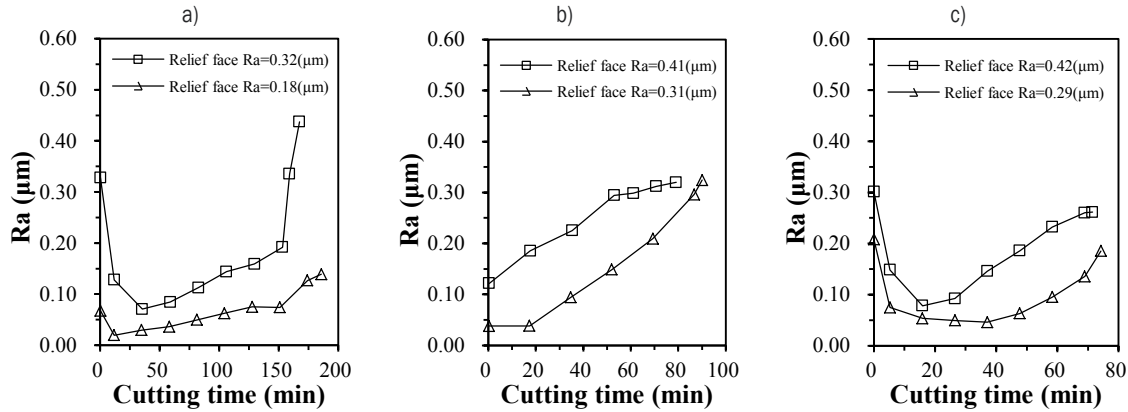 a)
0.60
0.50
0.40
0.30
0.20
0.10
0.00
Ra (μm)
Relief face Ra=0.32(μm)
Relief face Ra=0.18(μm)
0 50 100 150 200
Cutting time (min)
b)
0.60
0.50
0.40
0.30
0.20
0.10
0.00
Ra (μm)
Relief face Ra=0.41(μm)
Relief face Ra=0.31(μm)
0 20 40 60 80 100
Cutting time (min)
c)
0.60
0.50
0.40
0.30
0.20
0.10
0.00
Ra (μm)
Relief face Ra=0.42(μm)
Relief face Ra=0.29(μm)
0 20 40 60 80
Cutting time (min)